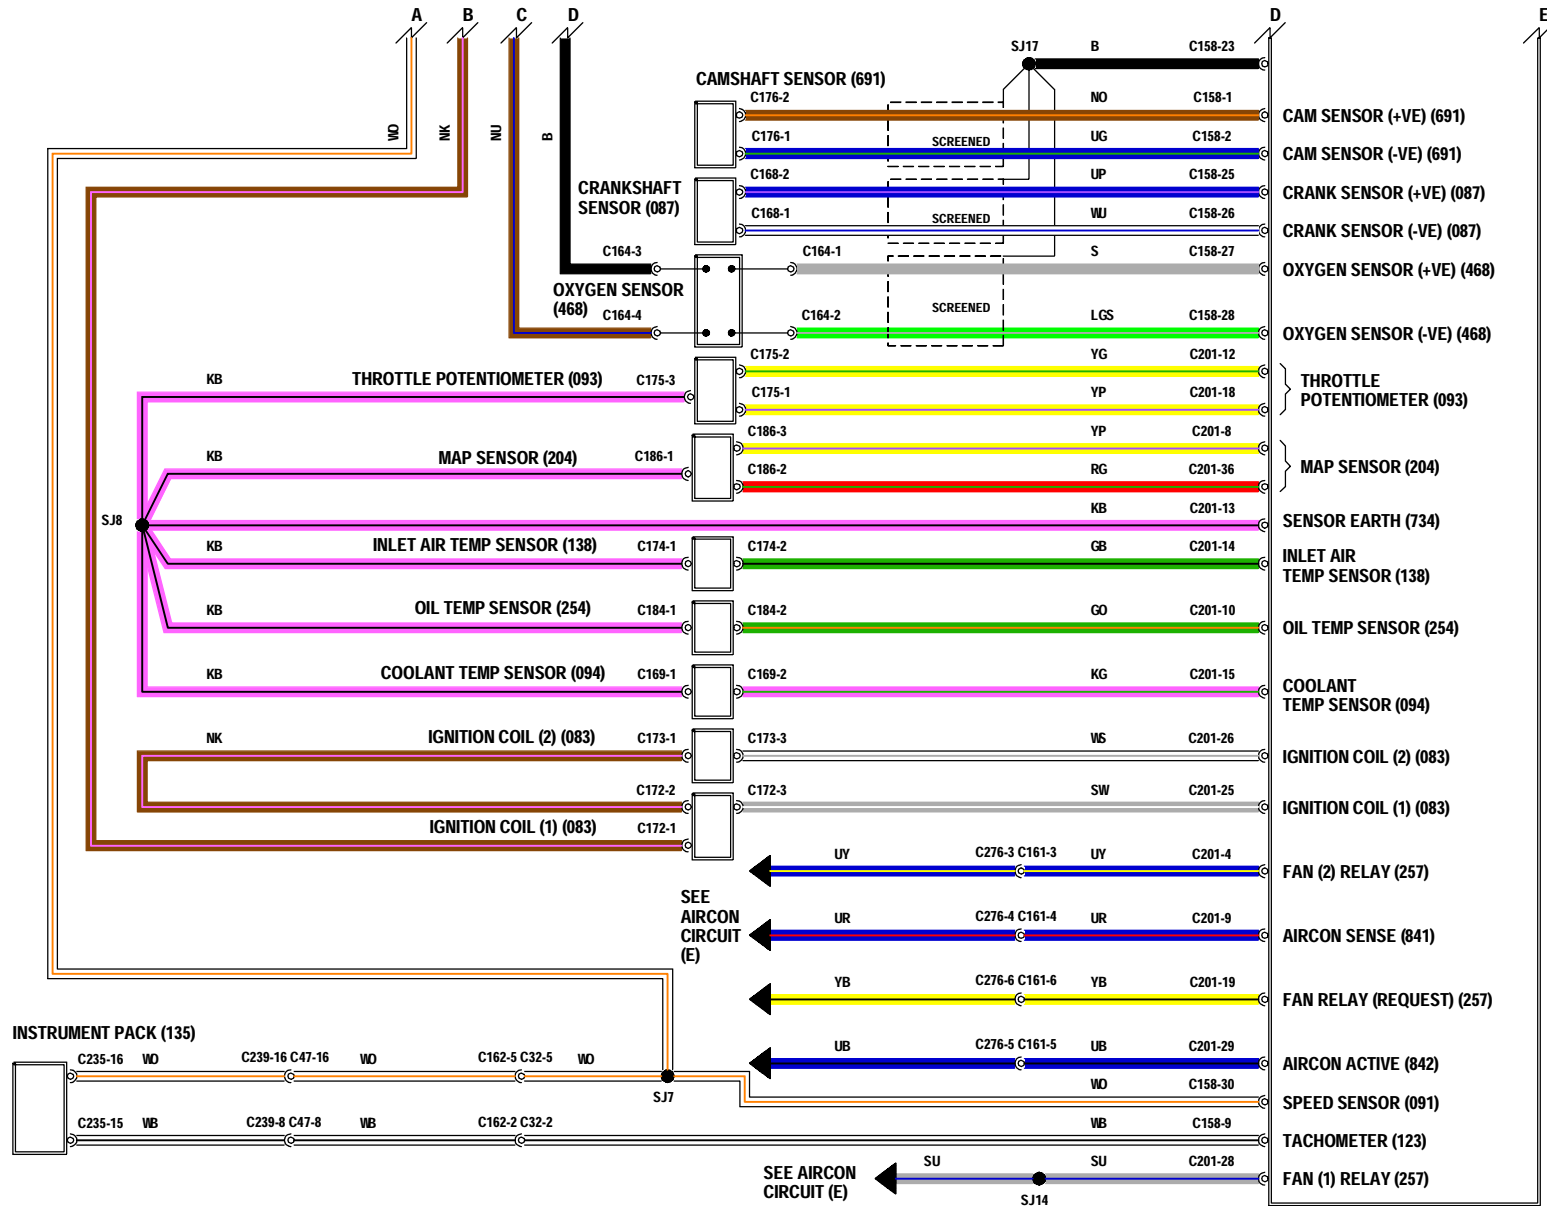 A B C D D E
SJ17 B C158-23
CAMSHAFT SENSOR (691)
C176-2 NO C158-1
CAM SENSOR (+VE) (691)
WO NK NU B
C176-1 SCREENED UG C158-2
CAM SENSOR (-VE) (691)
CRANKSHAFT
SENSOR (087)
C168-2 UP C158-25
CRANK SENSOR (+VE) (087)
C168-1 SCREENED WU C158-26
CRANK SENSOR (-VE) (087)
C164-3 C164-1 S C158-27
OXYGEN SENSOR (+VE) (468)
OXYGEN SENSOR
(468)
SCREENED
C164-4 C164-2 LGS C158-28
OXYGEN SENSOR (-VE) (468)
C175-2 YG C201-12
KB THROTTLE POTENTIOMETER (093) C175-3
C175-1 YP C201-18
THROTTLE
POTENTIOMETER (093)
C186-3 YP C201-8
KB MAP SENSOR (204) C186-1
C186-2 RG C201-36
MAP SENSOR (204)
SJ8 KB C201-13
SENSOR EARTH (734)
KB INLET AIR TEMP SENSOR (138) C174-1 C174-2 GB C201-14
INLET AIR
TEMP SENSOR (138)
KB OIL TEMP SENSOR (254) C184-1 C184-2 GO C201-10
OIL TEMP SENSOR (254)
KB COOLANT TEMP SENSOR (094) C169-1 C169-2 KG C201-15
COOLANT
TEMP SENSOR (094)
NK IGNITION COIL (2) (083) C173-1 C173-3 WS C201-26
IGNITION COIL (2) (083)
C172-2 C172-3 SW C201-25
IGNITION COIL (1) (083)
IGNITION COIL (1) (083) C172-1
UY C276-3 C161-3 UY C201-4
FAN (2) RELAY (257)
SEE
AIRCON
CIRCUIT
(E)
UR C276-4 C161-4 UR C201-9
AIRCON SENSE (841)
YB C276-6 C161-6 YB C201-19
FAN RELAY (REQUEST) (257)
INSTRUMENT PACK (135)
UB C276-5 C161-5 UB C201-29
AIRCON ACTIVE (842)
C235-16 WO C239-16 C47-16 WO C162-5 C32-5 WO
SJ7
WO C158-30
SPEED SENSOR (091)
C235-15 WB C239-8 C47-8 WB C162-2 C32-2 WB C158-9
TACHOMETER (123)
SEE AIRCON
CIRCUIT (E)
SU SU C201-28
FAN (1) RELAY (257)
SJ14